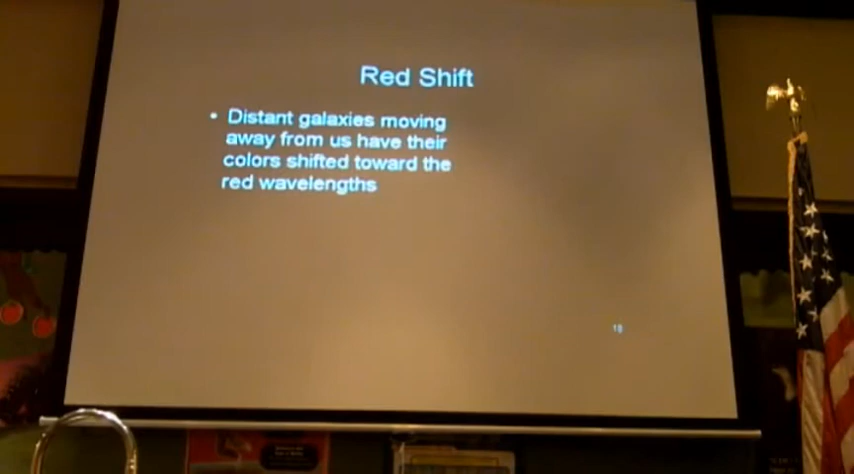 Red Shift
• Distant galaxies moving
away from us have their
colors shifted toward the
red wavelengths